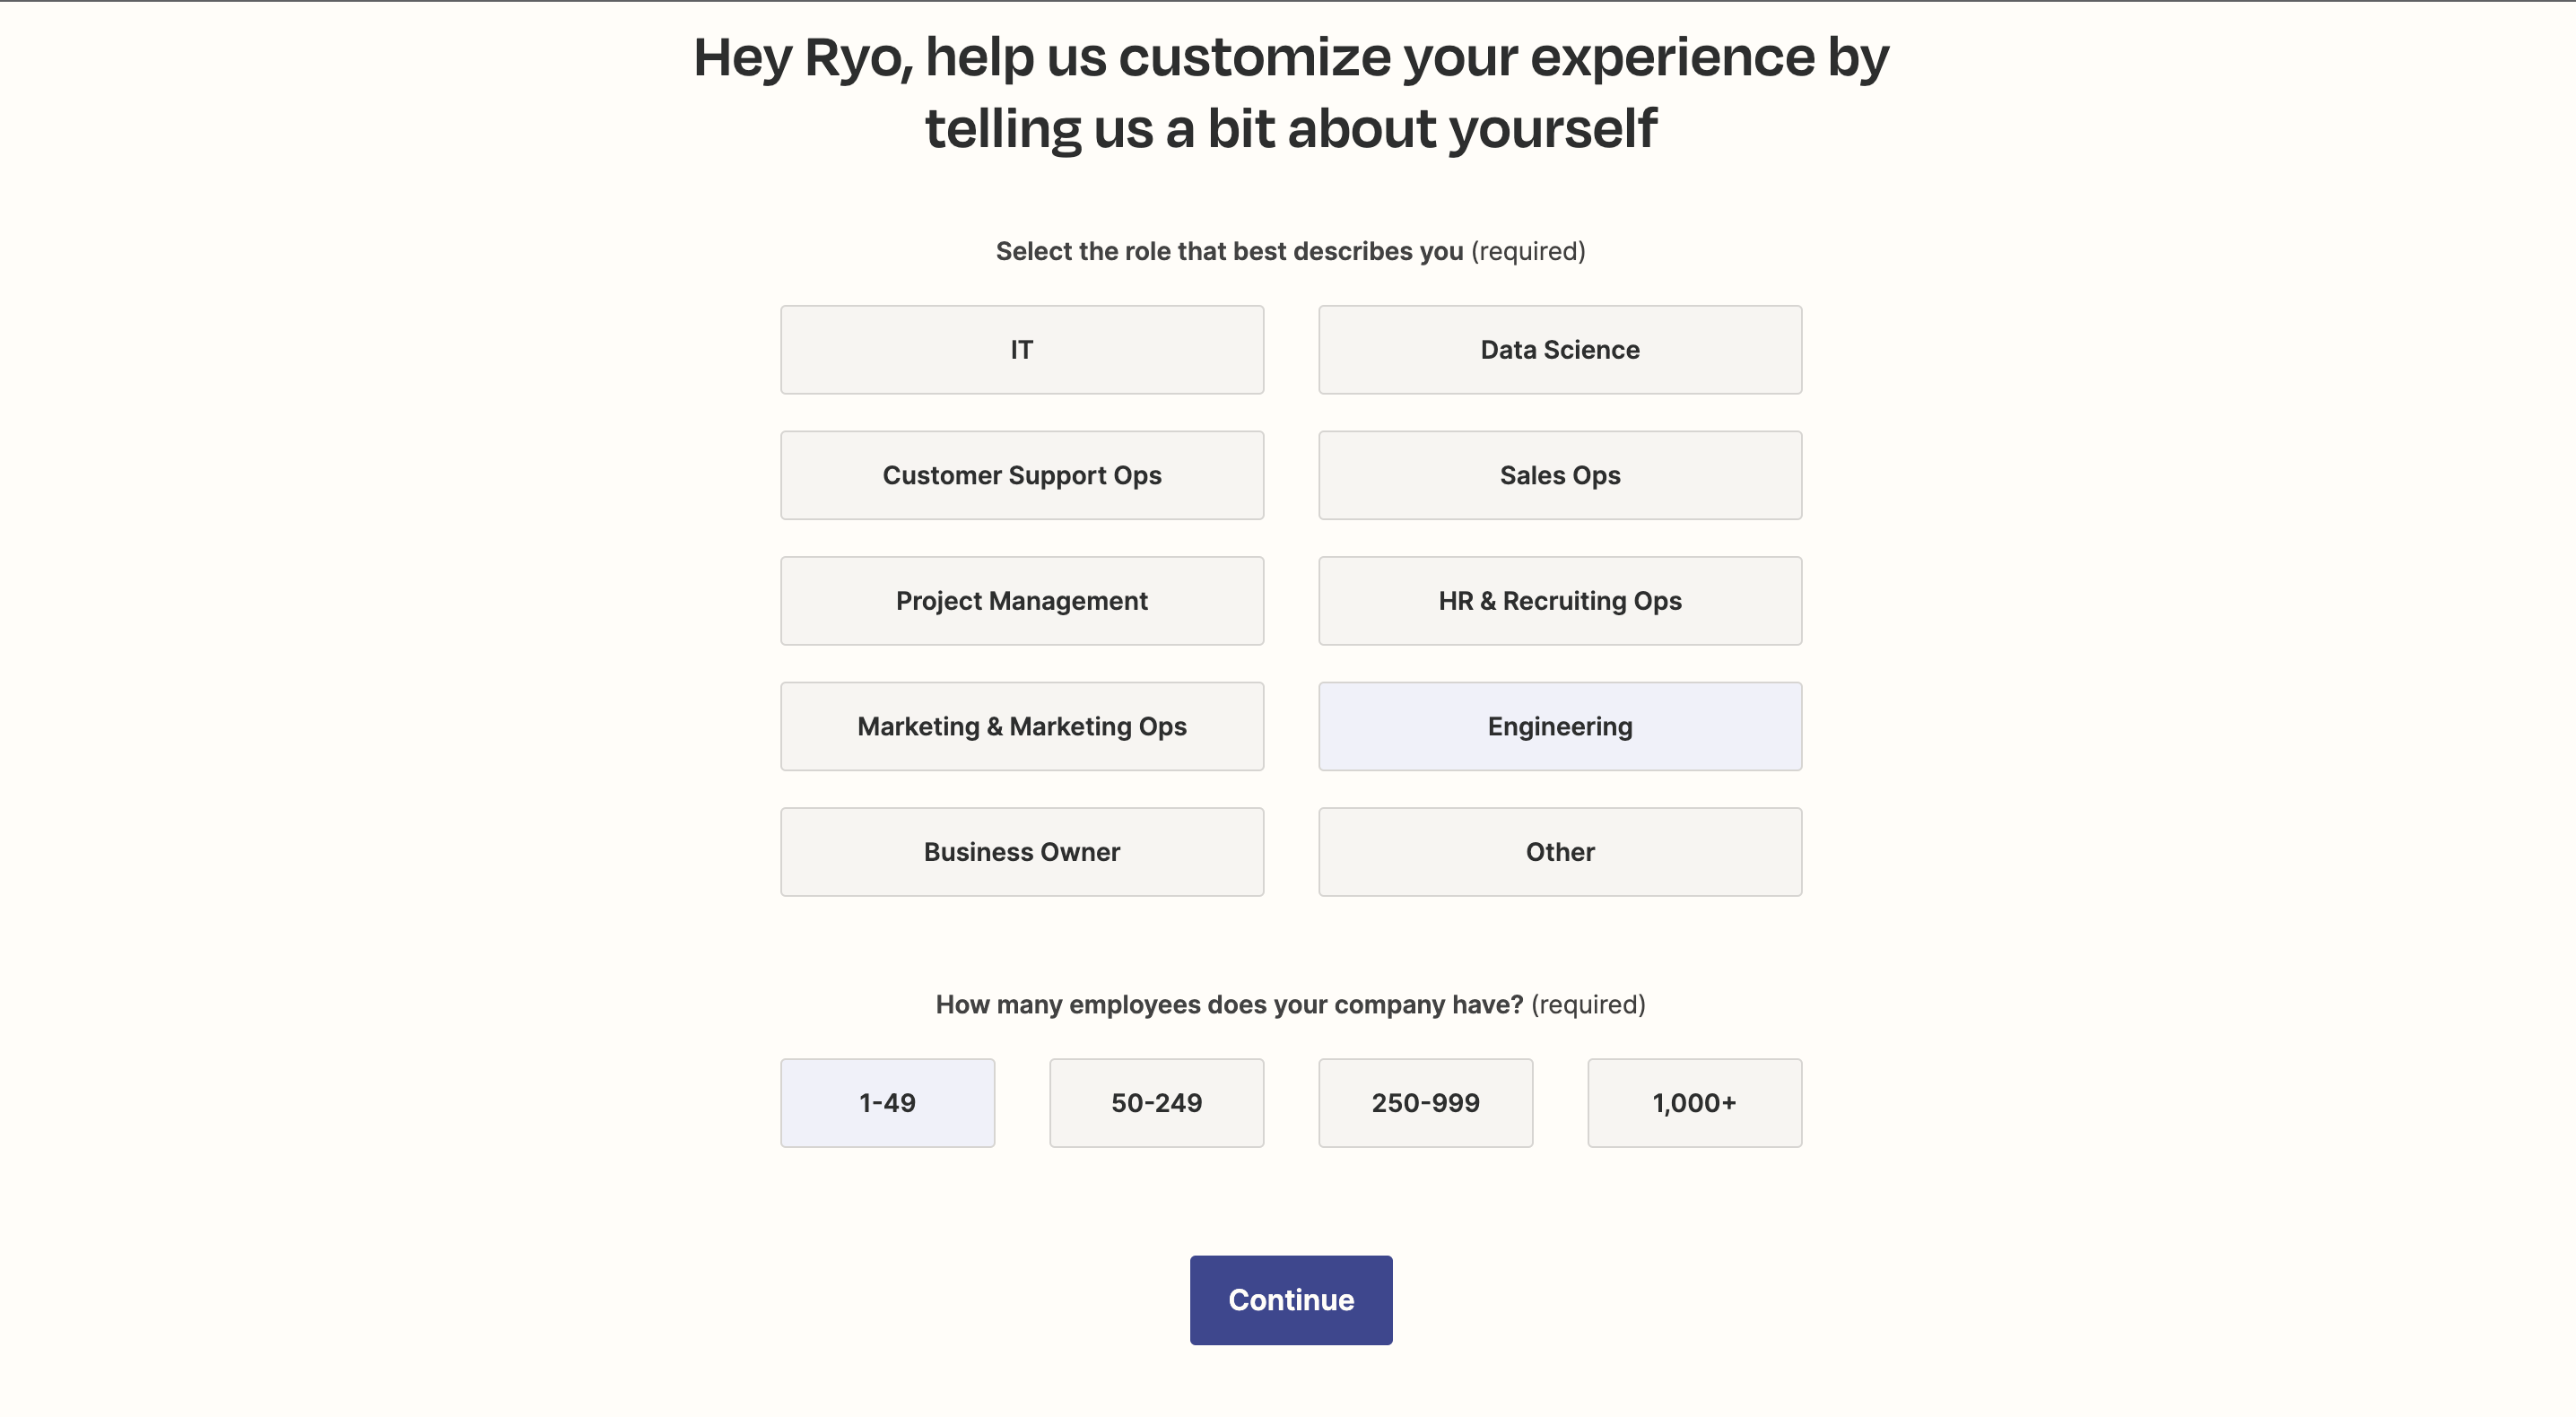 Hey Ryo, help us customize your experience by
telling us a bit about yourself
Select the role that best describes you (required)
IT
Data Science
Customer Support Ops
Sales Ops
Project Management
HR & Recruiting Ops
Marketing & Marketing Ops
Engineering
Business Owner
Other
How many employees does your company have? (required)
1-49
50-249
250-999
1,000+
Continue